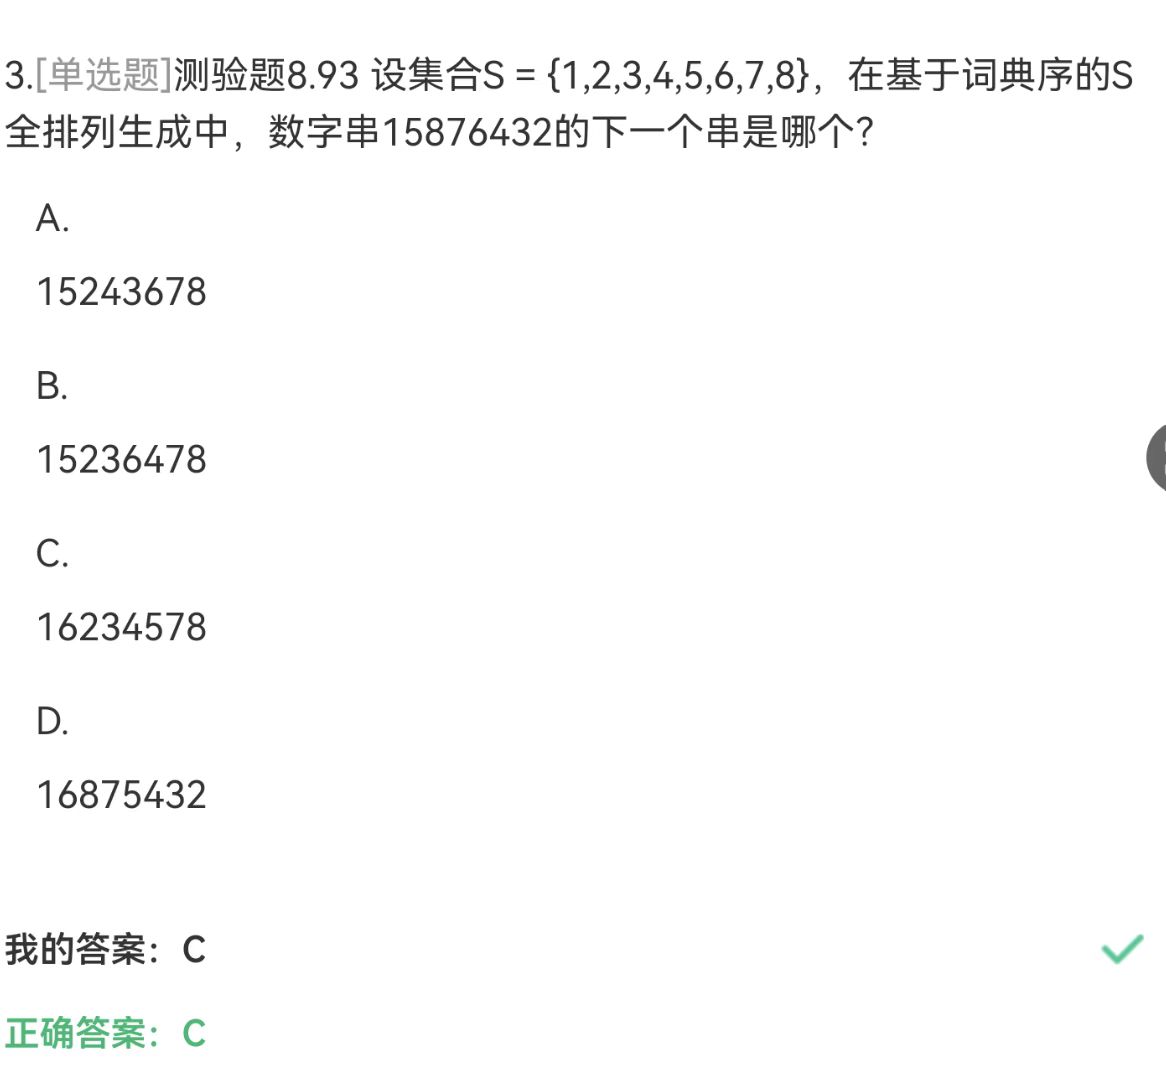 3.[单选题]测验题8.93 设集合S = {1,2,3,4,5,6,7,8}，在基于词典序的S
全排列生成中，数字串15876432的下一个串是哪个？
A.
15243678
B.
15236478
C.
16234578
D.
16875432
我的答案：C
正确答案：C